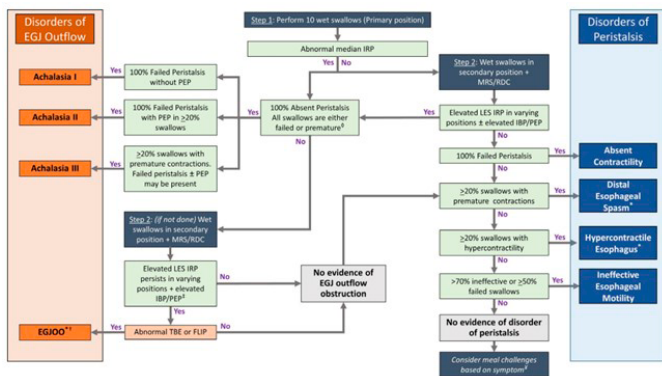 Disorders of
EGJ Outflow
Step 1: Perform 10 wet swallows (Primary position)
Disorders of
Peristalsis
Abnormal median IRP
Yes
No
Step 2: Wet swallows in
secondary position +
MRS/RDC
Achalasia I
Yes
100% Failed Peristalsis
without PEP
Yes
100% Absent Peristalsis
All swallows are either
failed or premature◊
Yes
Elevated LES IRP in varying
positions ± elevated IBP/PEP
Achalasia II
Yes
100% Failed Peristalsis
with PEP in ≥20%
swallows
No
No
100% Failed Peristalsis
Yes
Absent
Contractility
Achalasia III
Yes
≥20% swallows with
premature contractions.
Failed peristalsis ± PEP
may be present
No
≥20% swallows with
premature contractions
Yes
Distal
Esophageal
Spasm*
No
Step 2: (if not done) Wet
swallows in secondary
position + MRS/RDC
≥20% swallows with
hypercontractility
Yes
Hypercontractile
Esophagus*
No
Elevated LES IRP
persists in varying
positions + elevated
IBP/PEP‡
No
No evidence of
EGJ outflow
obstruction
>70% ineffective or ≥50%
failed swallows
Yes
Ineffective
Esophageal
Motility
Yes
No
EGJOO*†
Yes
Abnormal TBE or FLIP
No
No evidence of disorder
of peristalsis
Consider meal challenges
based on symptom